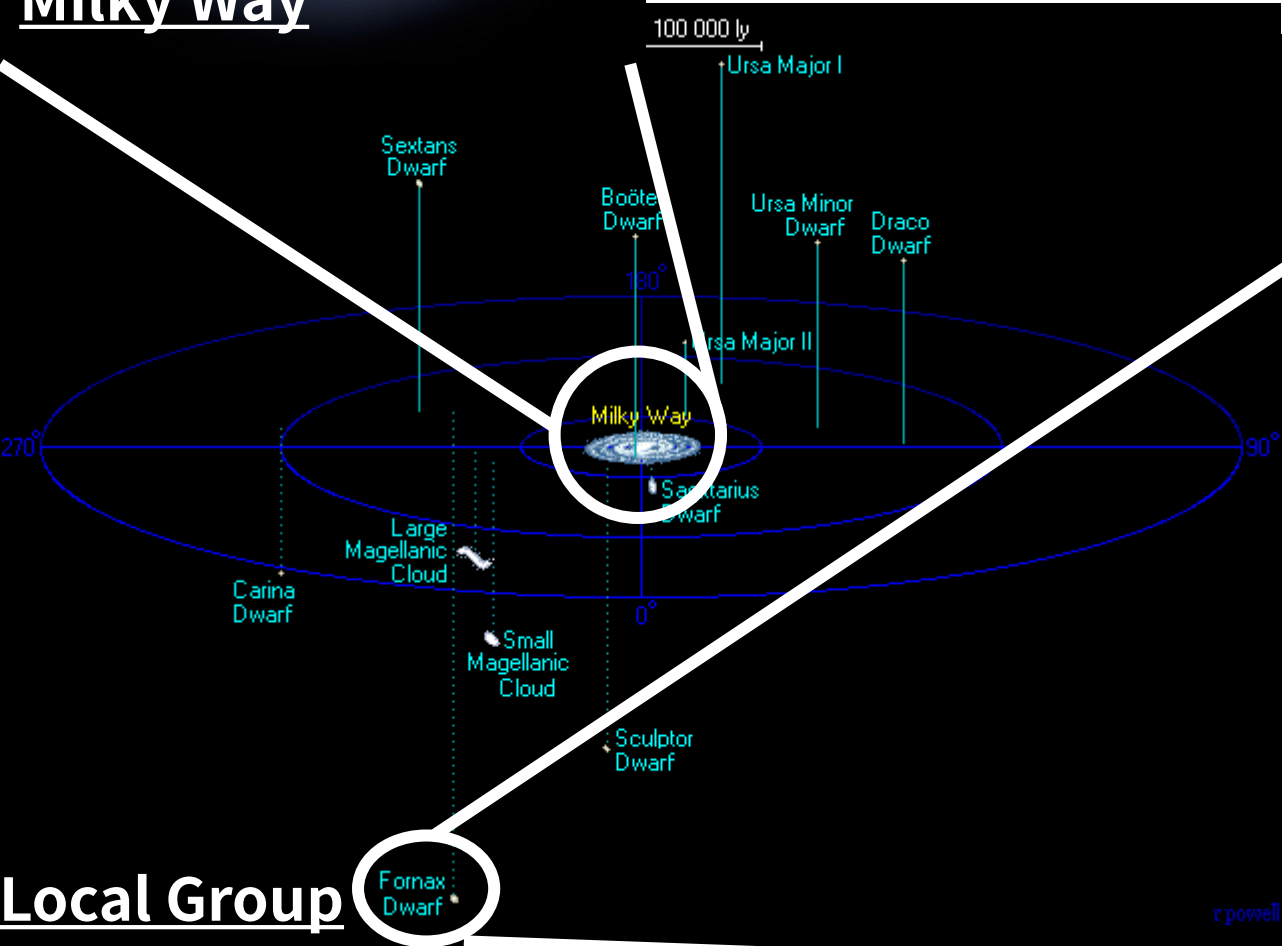 Milky Way
100 000 ly
Ursa Major I
Sextans
Dwarf
Boöte
Dwarf
Ursa Minor
Dwarf
Draco
Dwarf
180°
rsa Major II
Milky Way
270°
90°
Sagittarius
Dwarf
Large
Magellanic
Cloud
Carina
Dwarf
0°
Small
Magellanic
Cloud
Sculptor
Dwarf
Fornax
Dwarf
Local Group
r powell